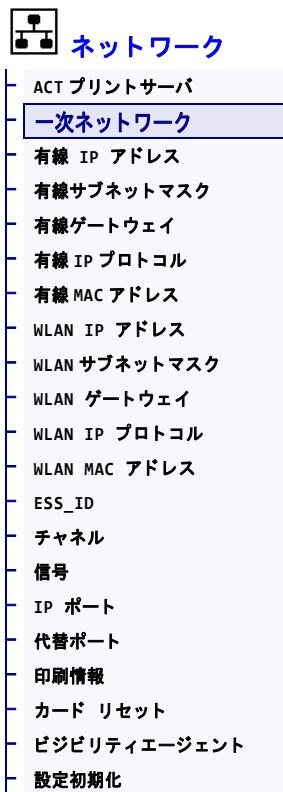 ネットワーク
ACT プリントサーバ
一次ネットワーク
有線 IP アドレス
有線サブネットマスク
有線ゲートウェイ
有線 IP プロトコル
有線 MAC アドレス
WLAN IP アドレス
WLAN サブネットマスク
WLAN ゲートウェイ
WLAN IP プロトコル
WLAN MAC アドレス
ESS_ID
チャネル
信号
IP ポート
代替ポート
印刷情報
カード リセット
ビジビリティエージェント
設定初期化